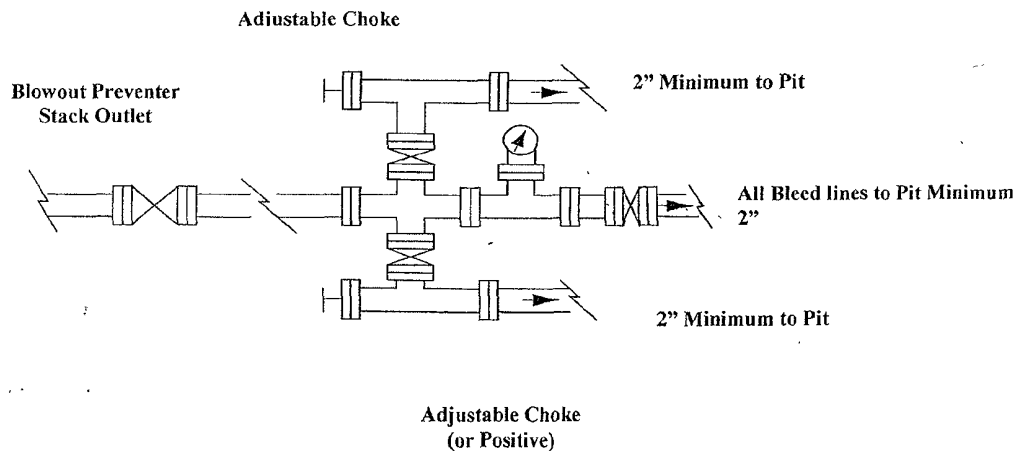 Adjustable Choke
2” Minimum to Pit
Blowout Preventer
Stack Outlet
All Bleed lines to Pit Minimum
2”
2” Minimum to Pit
Adjustable Choke
(or Positive)